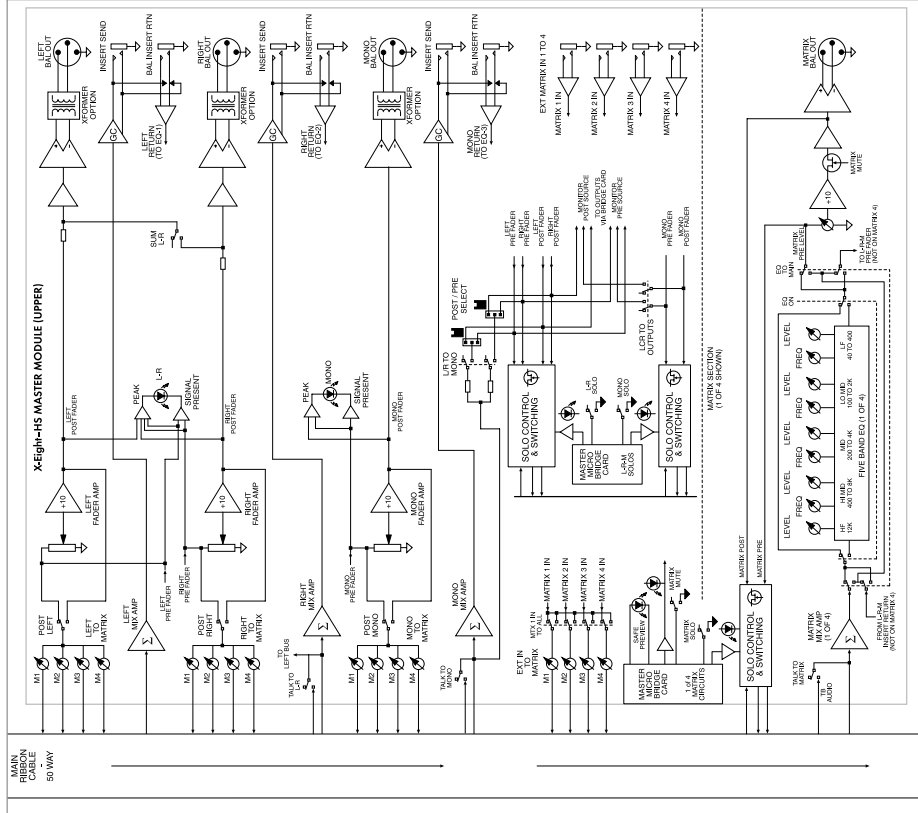 X-Eight-HS MASTER MODULE (UPPER)
LEFT
BAL OUT
INSERT SEND
BAL INSERT RTN
RIGHT
BAL OUT
INSERT SEND
BAL INSERT RTN
MONO
BAL OUT
INSERT SEND
BAL INSERT RTN
EXT MATRIX IN 1 TO 4
MATRIX
BAL OUT
XFORMER
OPTION
XFORMER
OPTION
XFORMER
OPTION
MATRIX 1 IN
MATRIX 2 IN
MATRIX 3 IN
MATRIX 4 IN
GC
GC
GC
LEFT
RETURN
(TO EQ-1)
RIGHT
RETURN
(TO EQ-2)
MONO
RETURN
(TO EQ-3)
MATRIX
MUTE
+10
SUM
L-R
LEFT
PRE FADER
RIGHT
PRE FADER
LEFT
POST FADER
RIGHT
POST FADER
MONITOR
POST SOURCE
TO OUTPUTS
VIA BRIDGE CARD
MONITOR
PRE SOURCE
MONO
PRE FADER
MONO
POST FADER
MATRIX
PRE LEVEL
TO L-P/AM
PRE FADER
(NOT ON MATRIX 4)
EQ
TO
MAIN
EQ
ON
POST / PRE
SELECT
L/R TO
MONO
LCR TO
OUTPUTS
MATRIX SECTION
(1 OF 4 SHOWN)
LEFT
POST FADER
PEAK
L-R
SIGNAL
PRESENT
RIGHT
POST FADER
PEAK
MONO
SIGNAL
PRESENT
MONO
POST FADER
SOLO CONTROL
& SWITCHING
L-R
SOLO
MONO
SOLO
SOLO CONTROL
& SWITCHING
MASTER
MICRO
BRIDGE
CARD
L-P/AM
SOLOS
LEVEL
FREQ
LEVEL
FREQ
LEVEL
FREQ
LEVEL
FREQ
LEVEL
LF
40 TO 400
LO MID
100 TO 2K
MID
200 TO 4K
HI MID
400 TO 8K
HF
12K
FIVE BAND EQ (1 OF 4)
+10
LEFT
FADER AMP
+10
RIGHT
FADER AMP
+10
MONO
FADER AMP
LEFT
PRE FADER
RIGHT
PRE FADER
MONO
PRE FADER
MATRIX POST
MATRIX PRE
POST
LEFT
LEFT
TO
MATRIX
LEFT
MIX AMP
Σ
POST
RIGHT
RIGHT
TO
MATRIX
RIGHT
MIX AMP
Σ
POST
MONO
MONO
TO
MATRIX
MONO
MIX AMP
Σ
MTX 1 IN
TO ALL
MATRIX 1 IN
MATRIX 2 IN
MATRIX 3 IN
MATRIX 4 IN
EXT IN
TO
MATRIX
SAFE
PREVIEW
MATRIX
MUTE
MATRIX
SOLO
SOLO CONTROL
& SWITCHING
MATRIX
MIX AMP
(1 OF 4)
Σ
FROM L-P/AM
INSERT RETURN
(NOT ON MATRIX 4)
M1
M2
M3
M4
M1
M2
M3
M4
TO
LEFT BUS
TALK TO
L-R
M1
M2
M3
M4
TALK TO
MONO
M1
M2
M3
M4
MASTER
MICRO
BRIDGE
CARD
1 of 4
MATRIX
CIRCUITS
TALK TO
MATRIX
TB
AUDIO
MAIN
RIBBON
CABLE
-
50 WAY